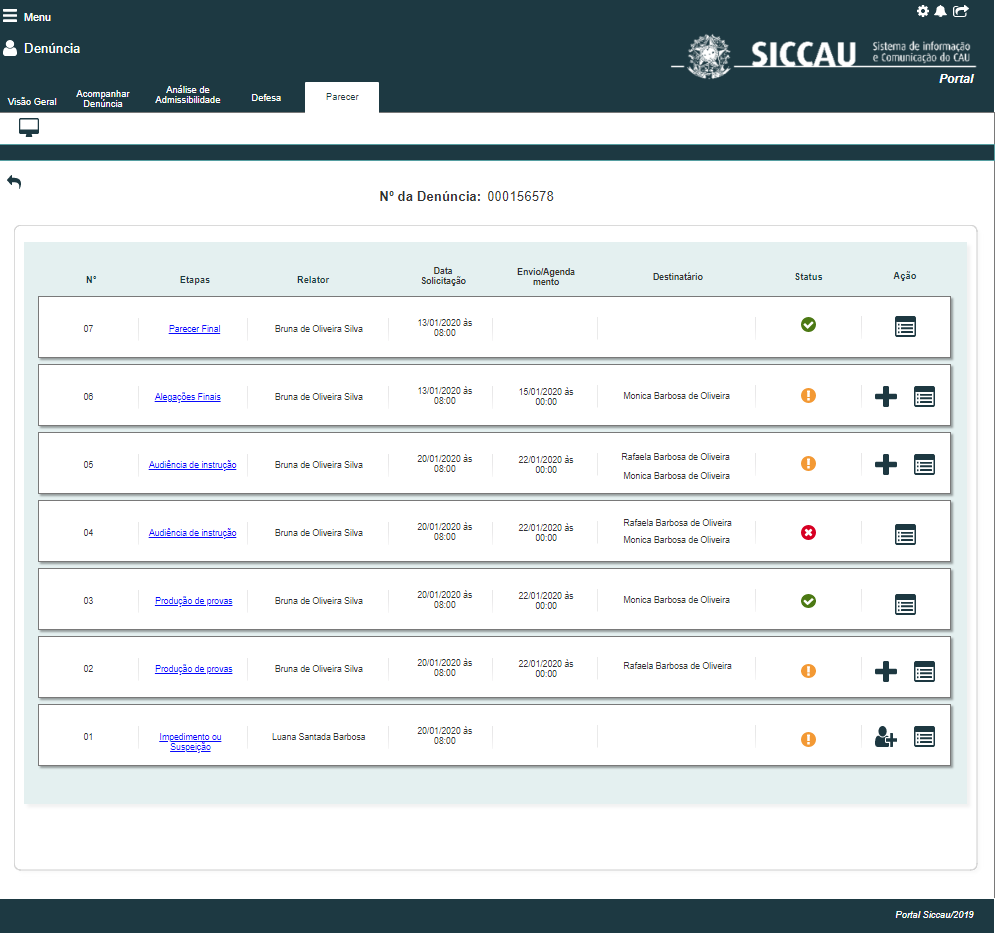 Menu
Denúncia
SICCAU
Sistema de informação
e Comunicação do CAU
Portal
Visão Geral
Acompanhar
Denúncia
Análise de
Admissibilidade
Defesa
Parecer
Nº da Denúncia: 000156578
N°
Etapas
Relator
Data
Solicitação
Envio/Agenda
mento
Destinatário
Status
Ação
07
Parecer Final
Bruna de Oliveira Silva
13/01/2020 às
08:00
06
Alegações Finais
Bruna de Oliveira Silva
13/01/2020 às
08:00
15/01/2020 às
00:00
Monica Barbosa de Oliveira
05
Audiência de instrução
Bruna de Oliveira Silva
20/01/2020 às
08:00
22/01/2020 às
00:00
Rafaela Barbosa de Oliveira
Monica Barbosa de Oliveira
04
Audiência de instrução
Bruna de Oliveira Silva
20/01/2020 às
08:00
22/01/2020 às
00:00
Rafaela Barbosa de Oliveira
Monica Barbosa de Oliveira
03
Produção de provas
Bruna de Oliveira Silva
20/01/2020 às
08:00
22/01/2020 às
00:00
Monica Barbosa de Oliveira
02
Produção de provas
Bruna de Oliveira Silva
20/01/2020 às
08:00
22/01/2020 às
00:00
Rafaela Barbosa de Oliveira
01
Impedimento ou
Suspeição
Luana Santada Barbosa
20/01/2020 às
08:00
Portal Siccau/2019